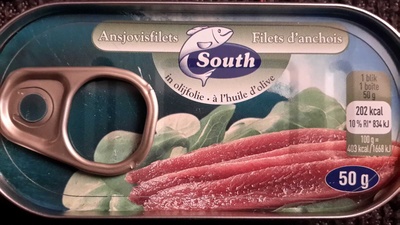 Ansjovisfilets
Filets d'anchois
South
in olijfolie · à l'huile d'olive
1 blik
1 boîte
50 g
202 kcal
10 % RI* 834 kJ
100 g =
403 kcal/1668 kJ
50 g